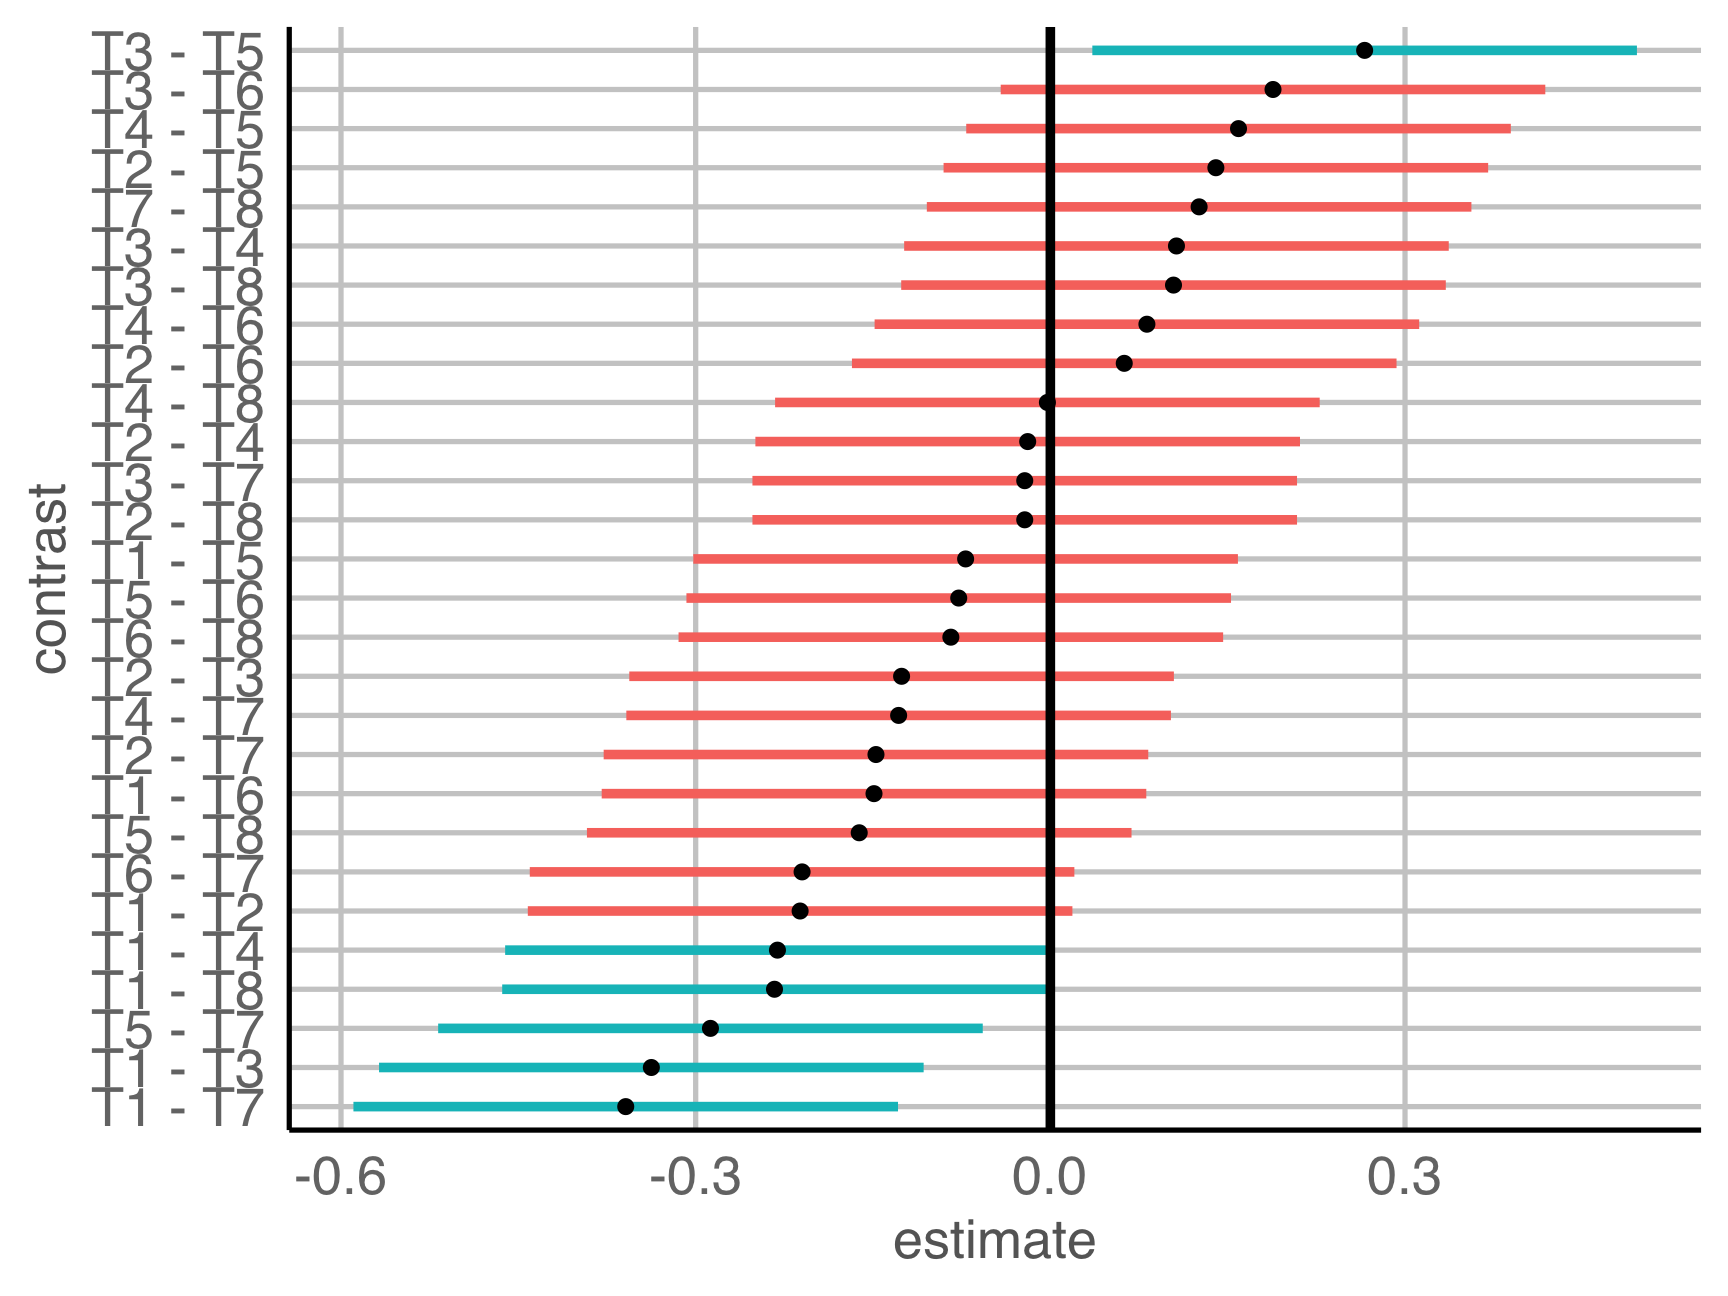 T3 - T5
T3 - T6
T4 - T5
T2 - T5
T7 - T8
T3 - T4
T3 - T8
T4 - T6
T2 - T6
T4 - T8
T2 - T4
T3 - T7
T2 - T8
T1 - T5
T5 - T6
T6 - T8
T2 - T3
T4 - T7
T2 - T7
T1 - T6
T5 - T8
T6 - T7
T1 - T2
T1 - T4
T1 - T8
T5 - T7
T1 - T3
T1 - T7
contrast
-0.6 -0.3 0.0 0.3
estimate